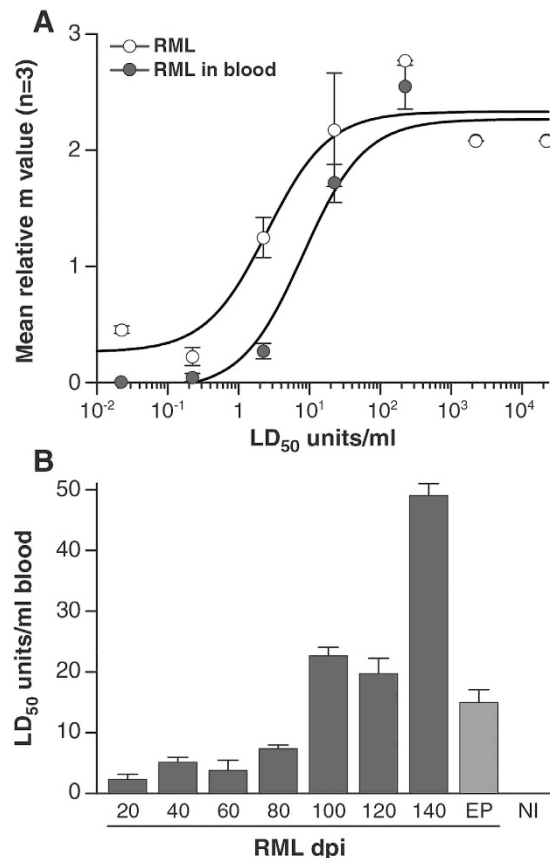 A
3
2
1
0
Mean relative m value (n=3)
RML
RML in blood
10-2 10-1 1 101 102 103 104
LD50 units/ml
B
50
40
30
20
10
0
LD50 units/ml blood
20 40 60 80 100 120 140 EP NI
RML dpi